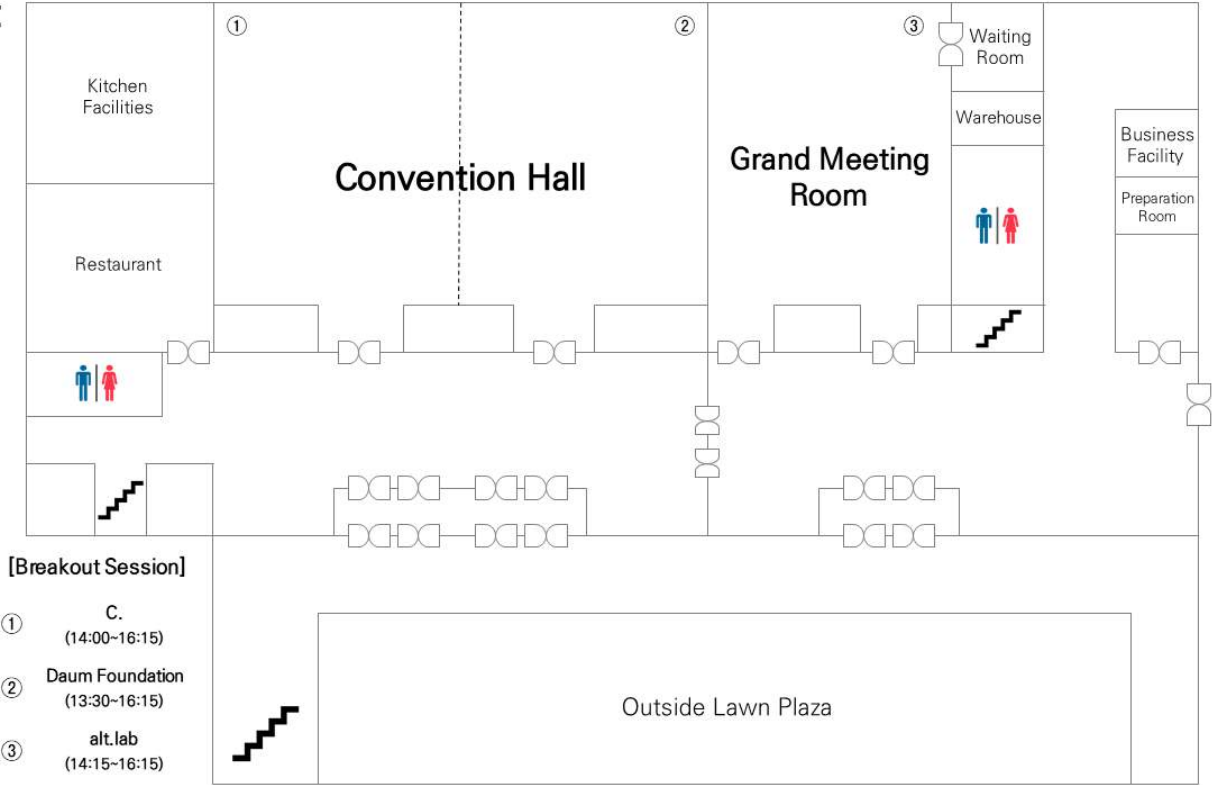 ①
②
③
Waiting
Room
Kitchen
Facilities
Warehouse
Business
Facility
Convention Hall
Grand Meeting
Room
Preparation
Room
Restaurant
[Breakout Session]
① C.
(14:00~16:15)
② Daum Foundation
(13:30~16:15)
③ alt.lab
(14:15~16:15)
Outside Lawn Plaza